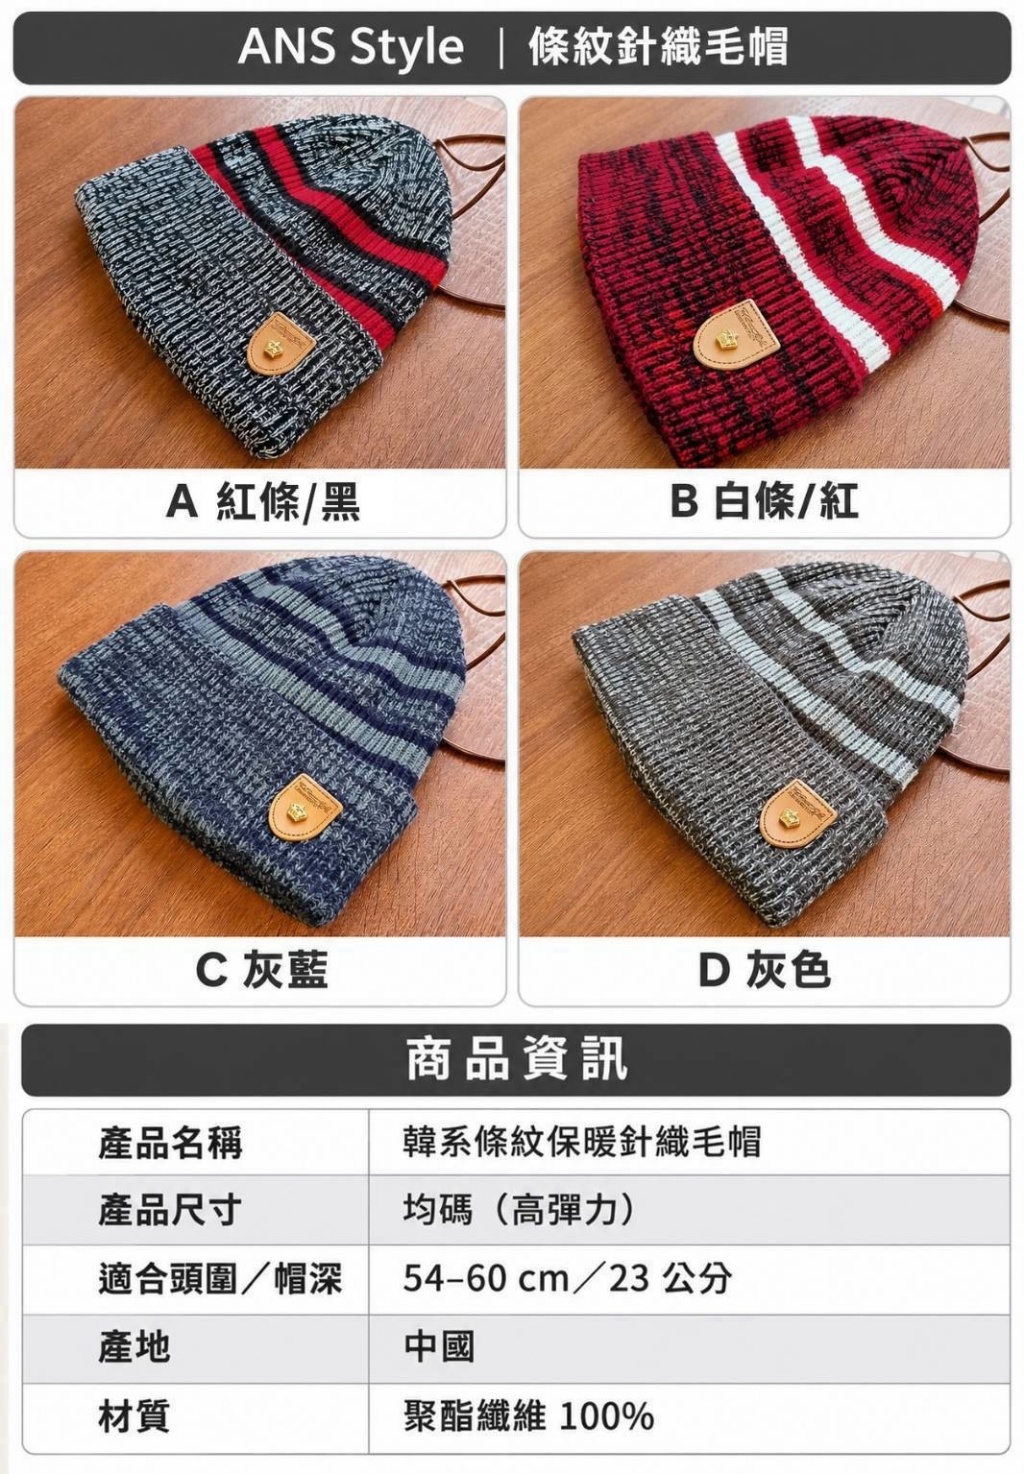 ANS Style | 條紋針織毛帽
A 紅條/黑
B 白條/紅
C 灰藍
D 灰色
商品資訊
產品名稱 韓系條紋保暖針織毛帽
產品尺寸 均碼（高彈力）
適合頭圍／帽深 54–60 cm／23 公分
產地 中國
材質 聚酯纖維 100%